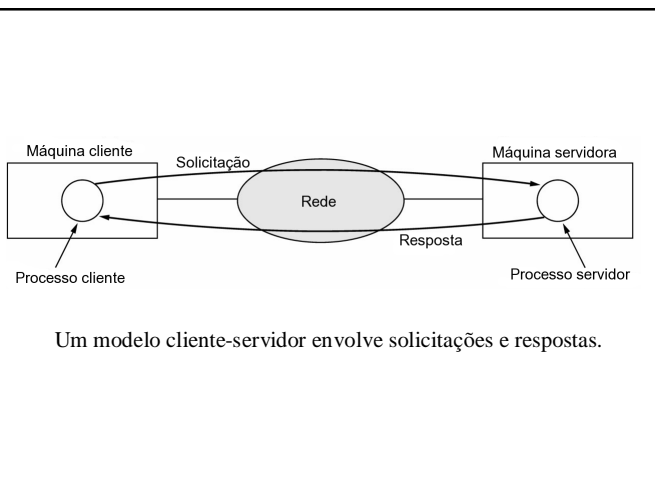 Máquina cliente
Máquina servidora
Solicitação
Rede
Resposta
Processo cliente
Processo servidor
Um modelo cliente-servidor envolve solicitações e respostas.